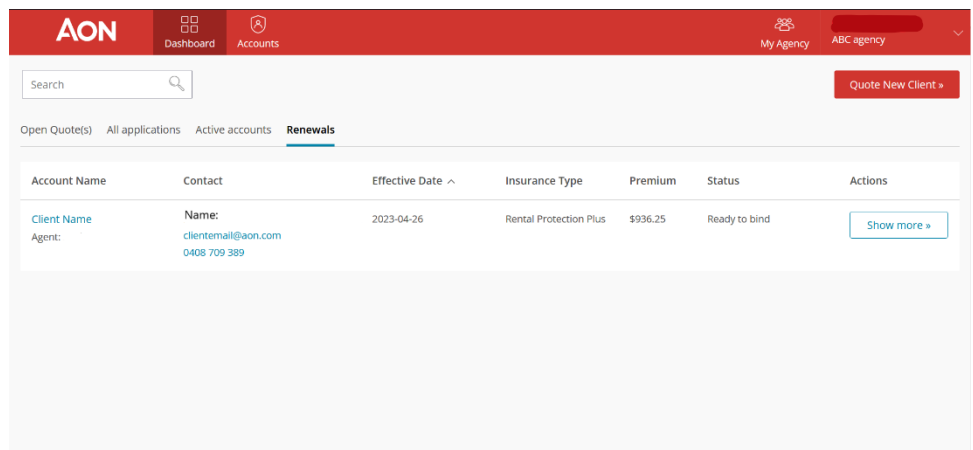 AON
Dashboard
Accounts
My Agency
ABC agency
Search
Quote New Client »
Open Quote(s) All applications Active accounts Renewals
Account Name Contact Effective Date Insurance Type Premium Status Actions
Client Name Name: 2023-04-26 Rental Protection Plus $936.25 Ready to bind Show more »
Agent: clientemail@aon.com
0408 709 389